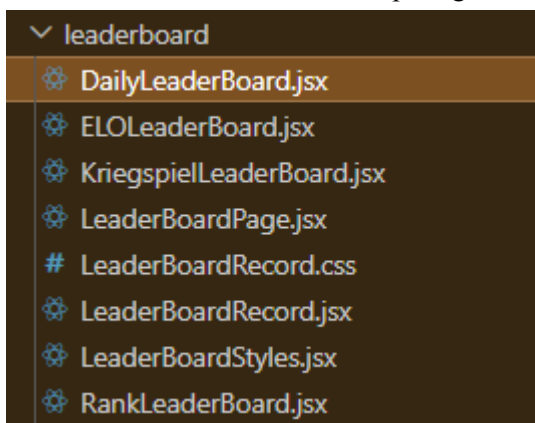 leaderboard
DailyLeaderBoard.jsx
ELOLeaderBoard.jsx
KriegspielLeaderBoard.jsx
LeaderBoardPage.jsx
# LeaderBoardRecord.css
LeaderBoardRecord.jsx
LeaderBoardStyles.jsx
RankLeaderBoard.jsx